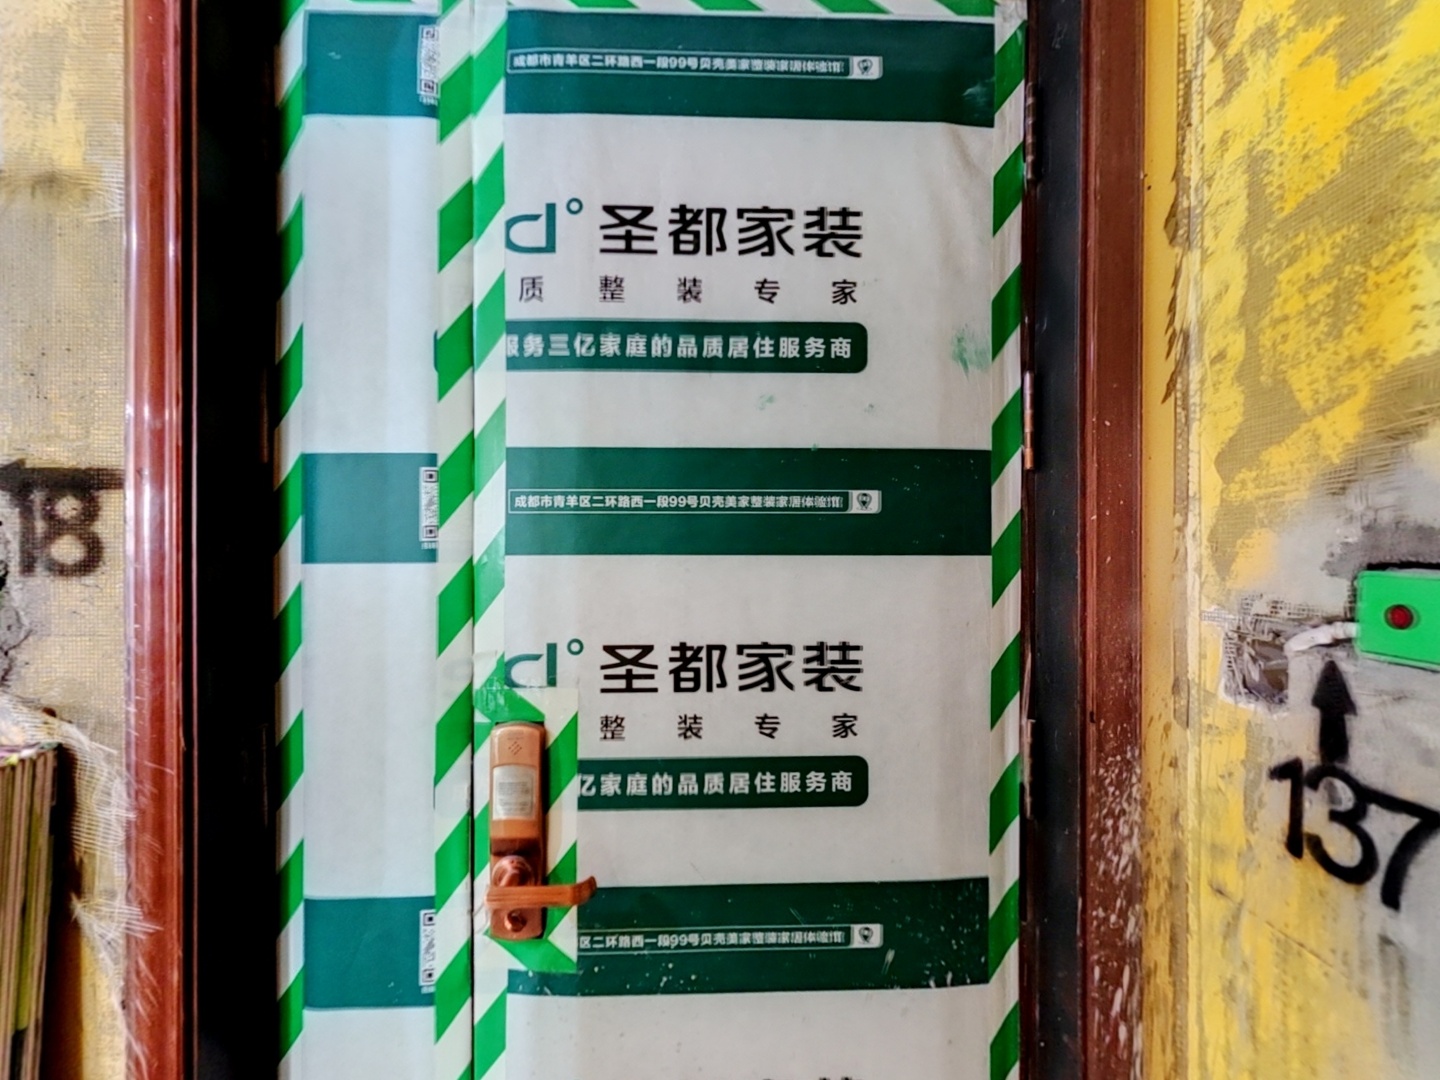 成都市青羊区二环路西一段99号贝壳美家整装家居体验馆
d°圣都家装
质整装专家
服务三亿家庭的品质居住服务商
18
成都市青羊区二环路西一段99号贝壳美家整装家居体验馆
d°圣都家装
整装专家
亿家庭的品质居住服务商
137
区二环路西一段99号贝壳美家整装家居体验馆